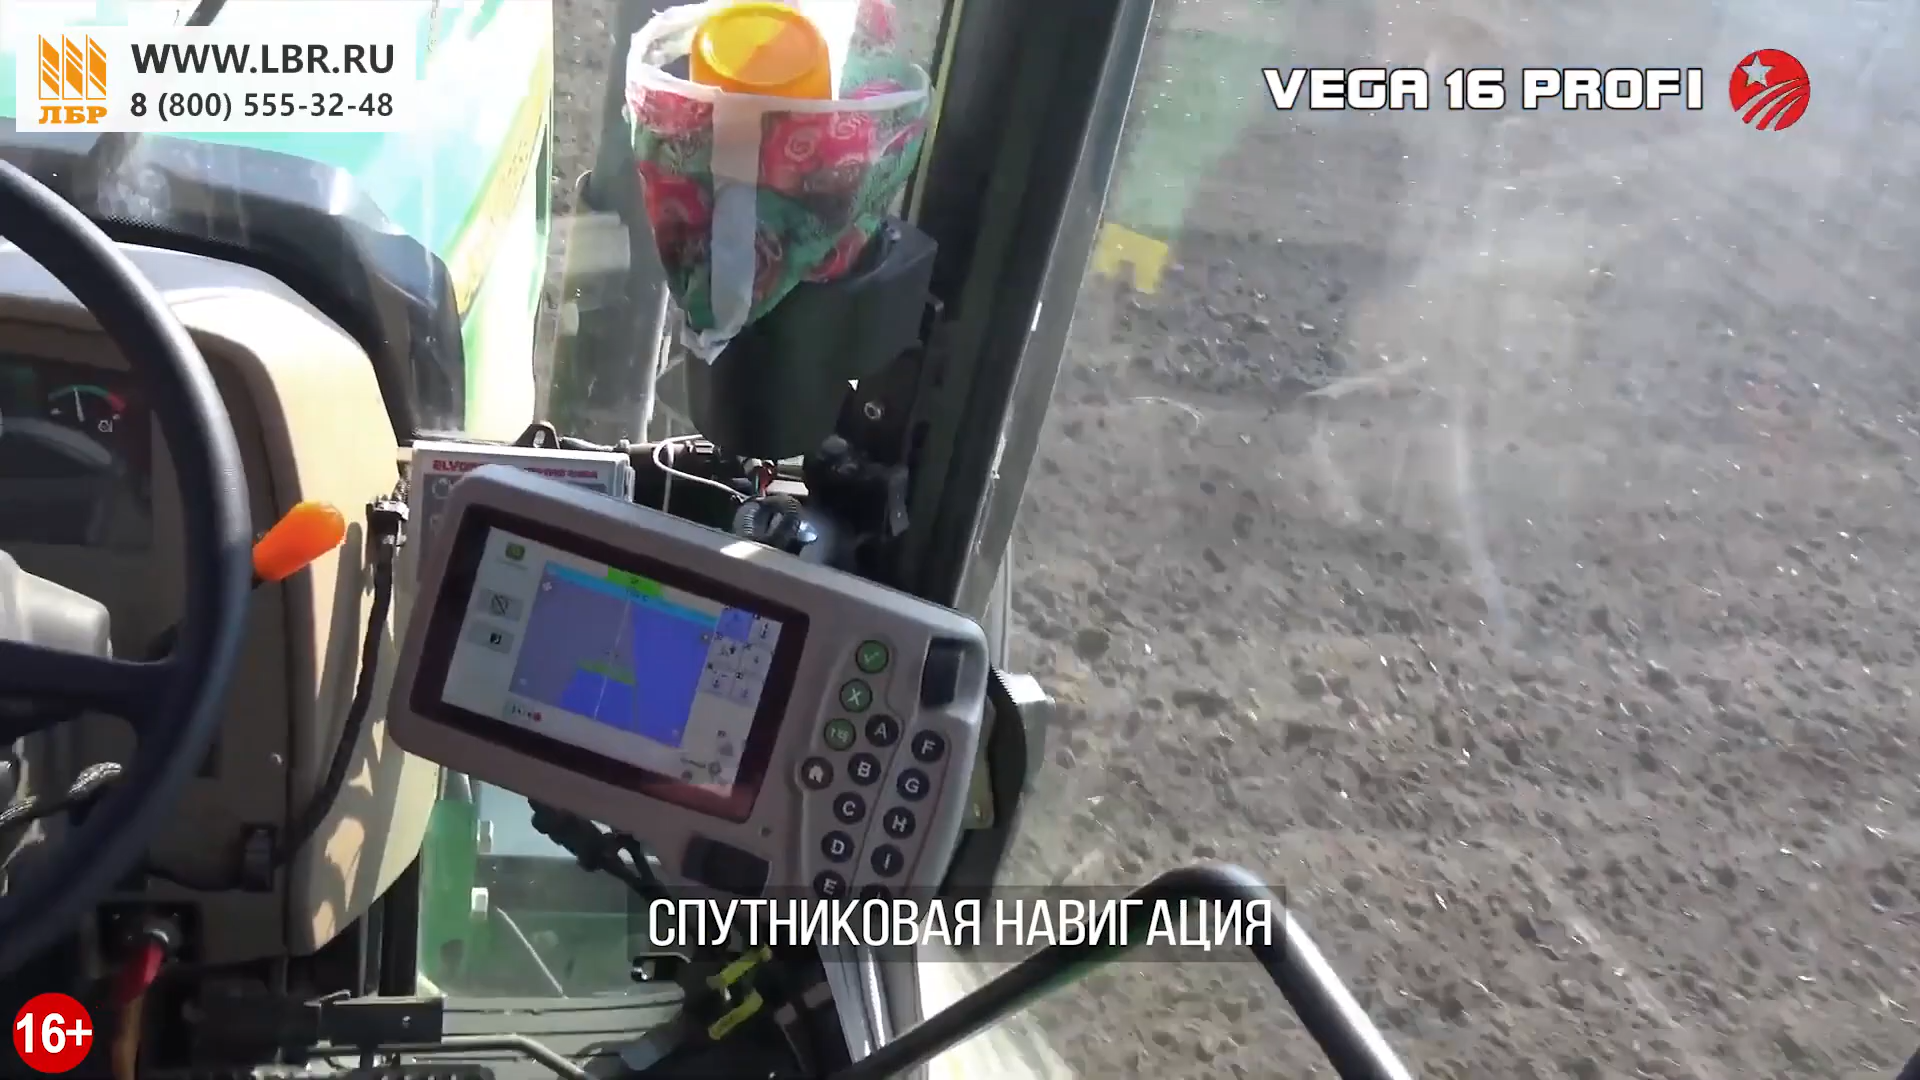 WWW.LBR.RU
8 (800) 555-32-48
ЛБР
VEGA 16 PROFI
A
F
B
G
C
H
D
I
E
СПУТНИКОВАЯ НАВИГАЦИЯ
16+